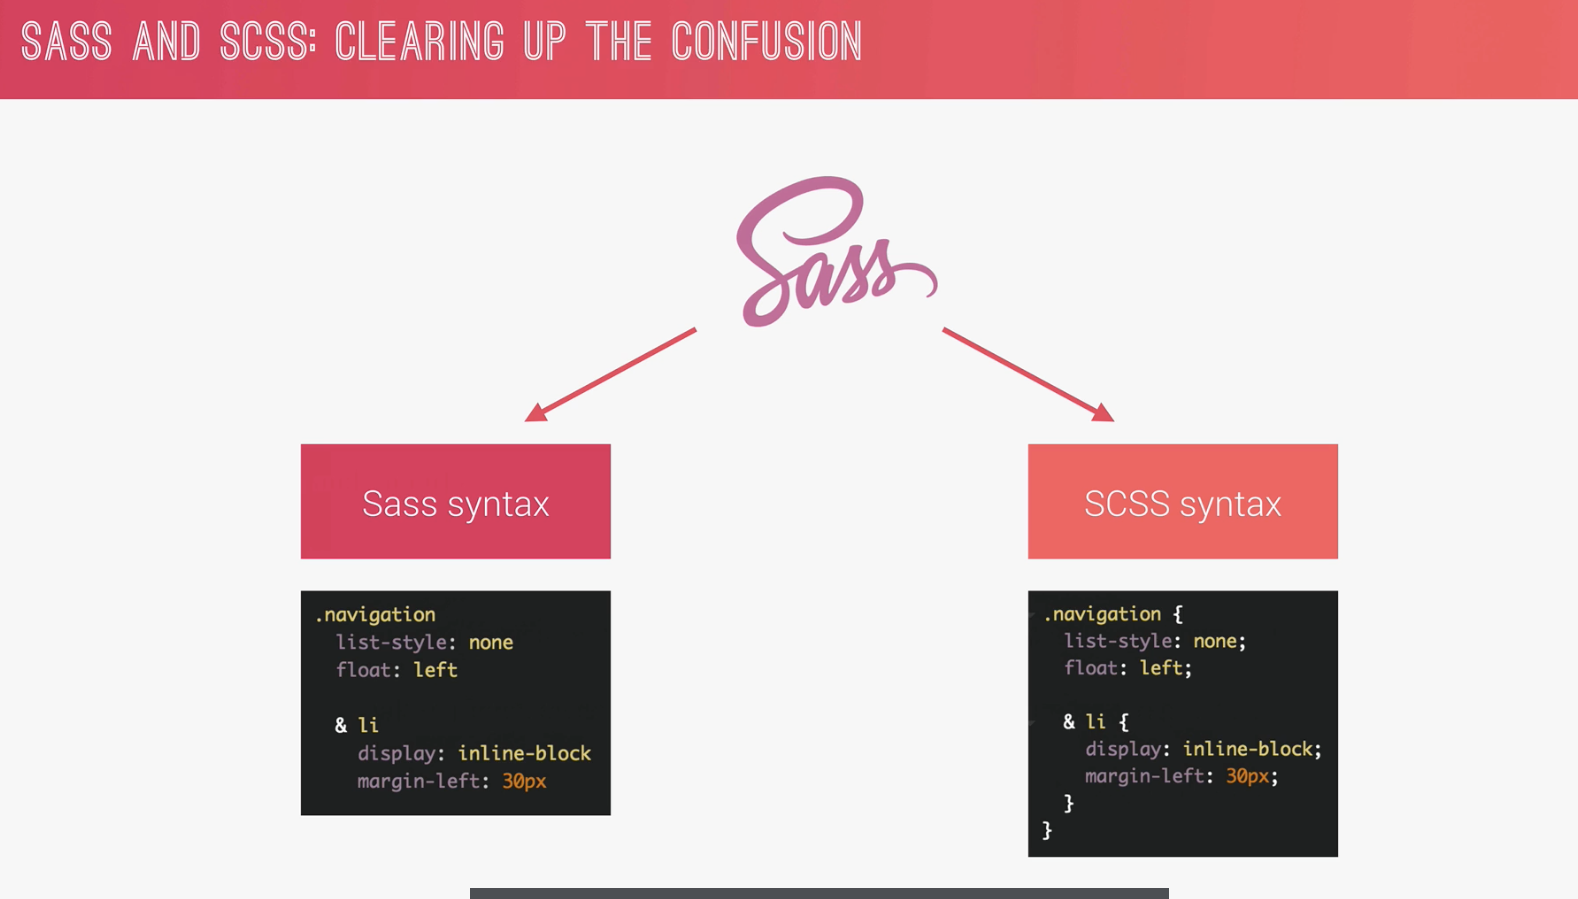 SASS AND SCSS: CLEARING UP THE CONFUSION
Sass
Sass syntax
.navigation
  list-style: none
  float: left

  & li
    display: inline-block
    margin-left: 30px
SCSS syntax
.navigation {
  list-style: none;
  float: left;

  & li {
    display: inline-block;
    margin-left: 30px;
  }
}